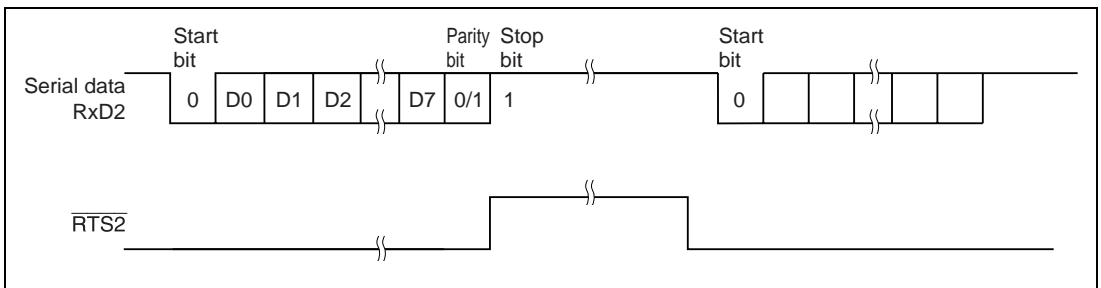 Start
bit
Parity
bit
Stop
bit
Start
bit
Serial data
RxD2
0 D0 D1 D2 D7 0/1 1 0
RTS2